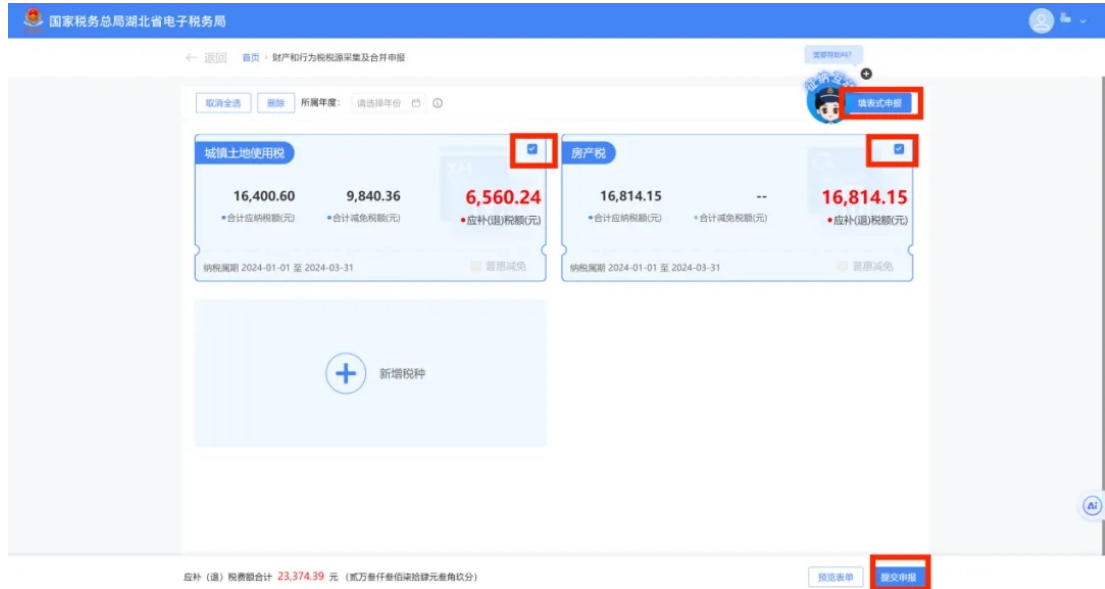 国家税务总局湖北省电子税务局
← 返回 首页 › 财产和行为税税源采集及合并申报
需要帮助吗?
取消全选 删除 所属年度: 请选择年份
填表式申报
城镇土地使用税
16,400.60 9,840.36 6,560.24
•合计应纳税额(元) •合计减免税额(元) •应补(退)税额(元)
纳税属期 2024-01-01 至 2024-03-31 普惠减免
房产税
16,814.15 -- 16,814.15
•合计应纳税额(元) •合计减免税额(元) •应补(退)税额(元)
纳税属期 2024-01-01 至 2024-03-31 普惠减免
新增税种
Ai
应补（退）税费额合计 23,374.39 元 （贰万叁仟叁佰柒拾肆元叁角玖分） 预览表单 提交申报